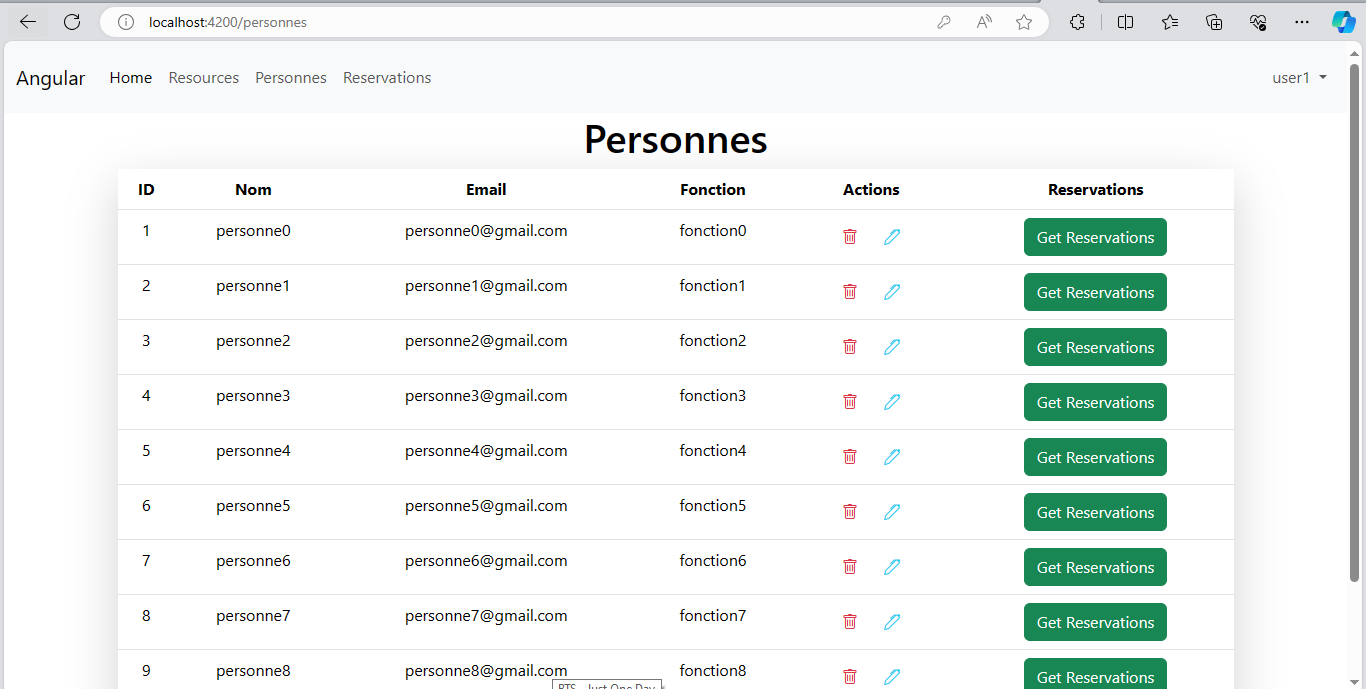 localhost:4200/personnes
Angular Home Resources Personnes Reservations user1
Personnes
ID Nom Email Fonction Actions Reservations
1 personne0 personne0@gmail.com fonction0 Get Reservations
2 personne1 personne1@gmail.com fonction1 Get Reservations
3 personne2 personne2@gmail.com fonction2 Get Reservations
4 personne3 personne3@gmail.com fonction3 Get Reservations
5 personne4 personne4@gmail.com fonction4 Get Reservations
6 personne5 personne5@gmail.com fonction5 Get Reservations
7 personne6 personne6@gmail.com fonction6 Get Reservations
8 personne7 personne7@gmail.com fonction7 Get Reservations
9 personne8 personne8@gmail.com fonction8 Get Reservations
BTS - Just One Day